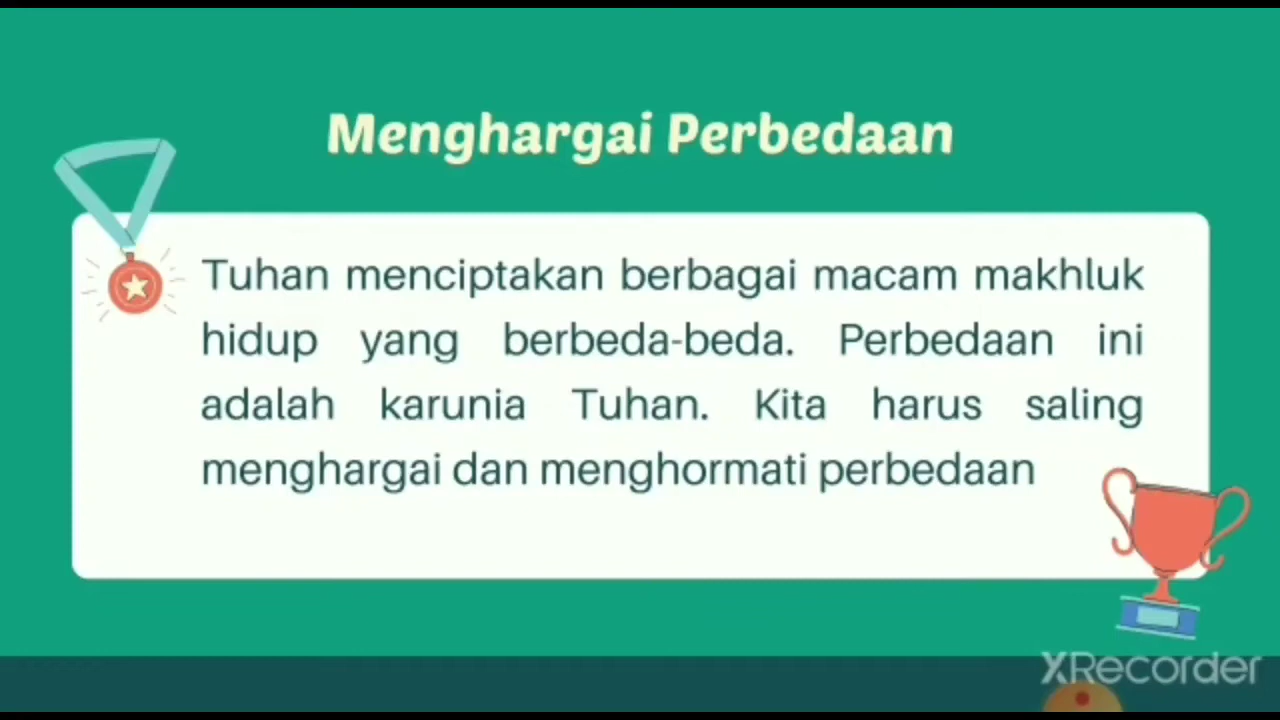 Menghargai Perbedaan
Tuhan menciptakan berbagai macam makhluk
hidup yang berbeda-beda. Perbedaan ini
adalah karunia Tuhan. Kita harus saling
menghargai dan menghormati perbedaan
XRecorder